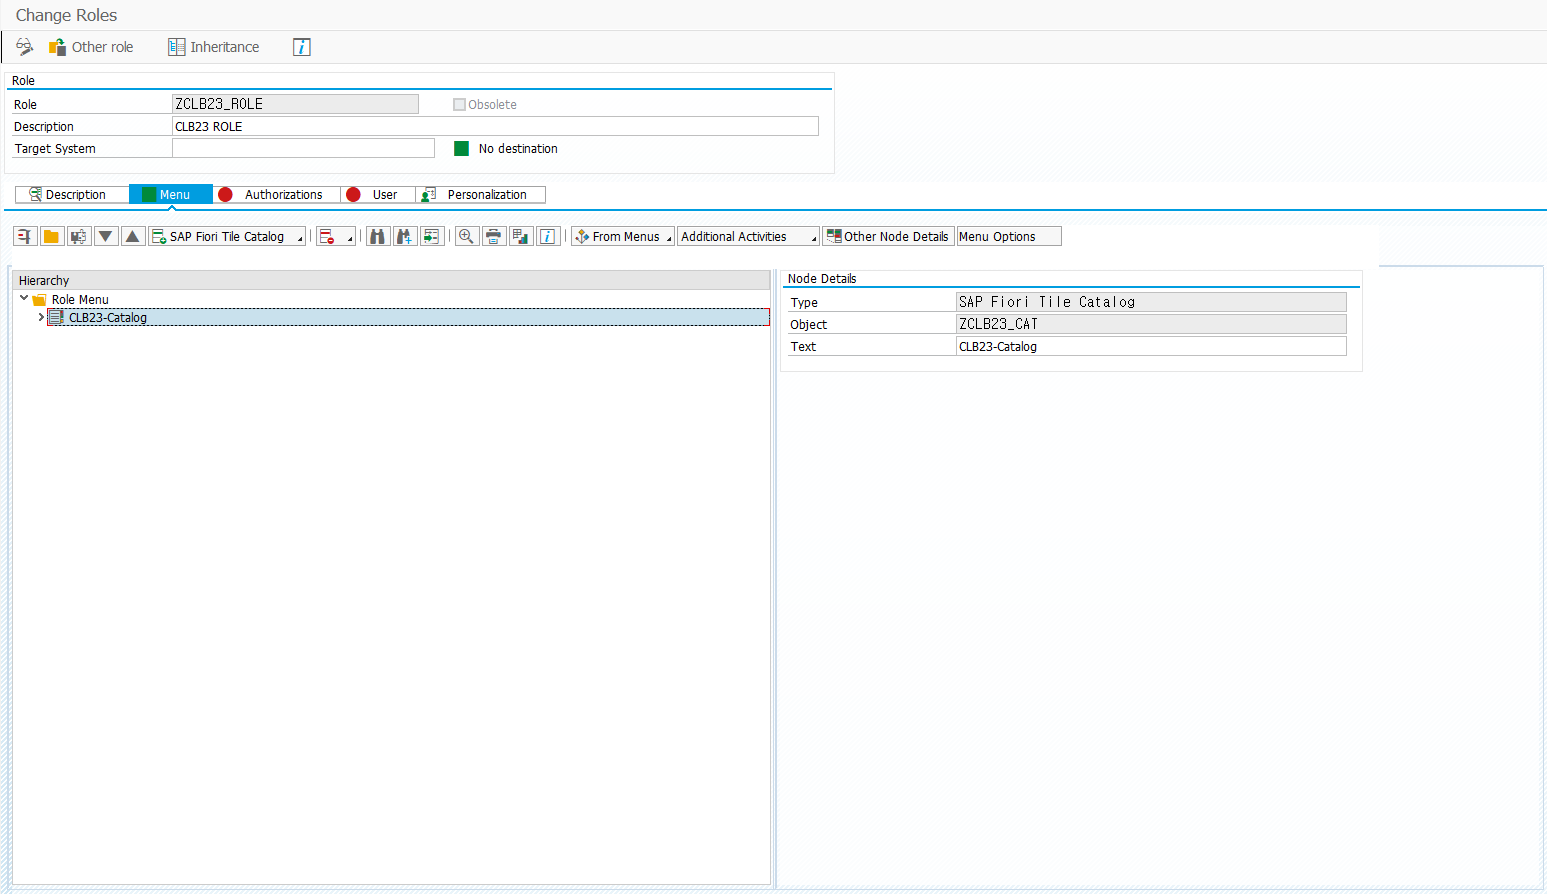 Change Roles
Other role Inheritance
Role
Role ZCLB23_ROLE Obsolete
Description CLB23 ROLE
Target System No destination
Description Menu Authorizations User Personalization
SAP Fiori Tile Catalog From Menus Additional Activities Other Node Details Menu Options
Hierarchy
Role Menu
CLB23-Catalog
Node Details
Type SAP Fiori Tile Catalog
Object ZCLB23_CAT
Text CLB23-Catalog